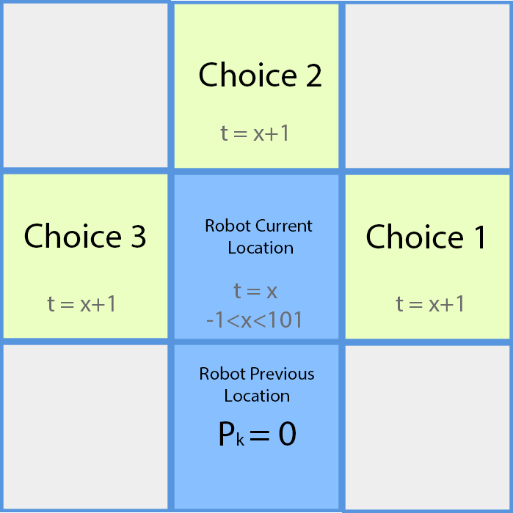 Choice 2
t = x+1
Choice 3
t = x+1
Robot Current
Location
t = x
-1<x<101
Choice 1
t = x+1
Robot Previous
Location
Pk = 0